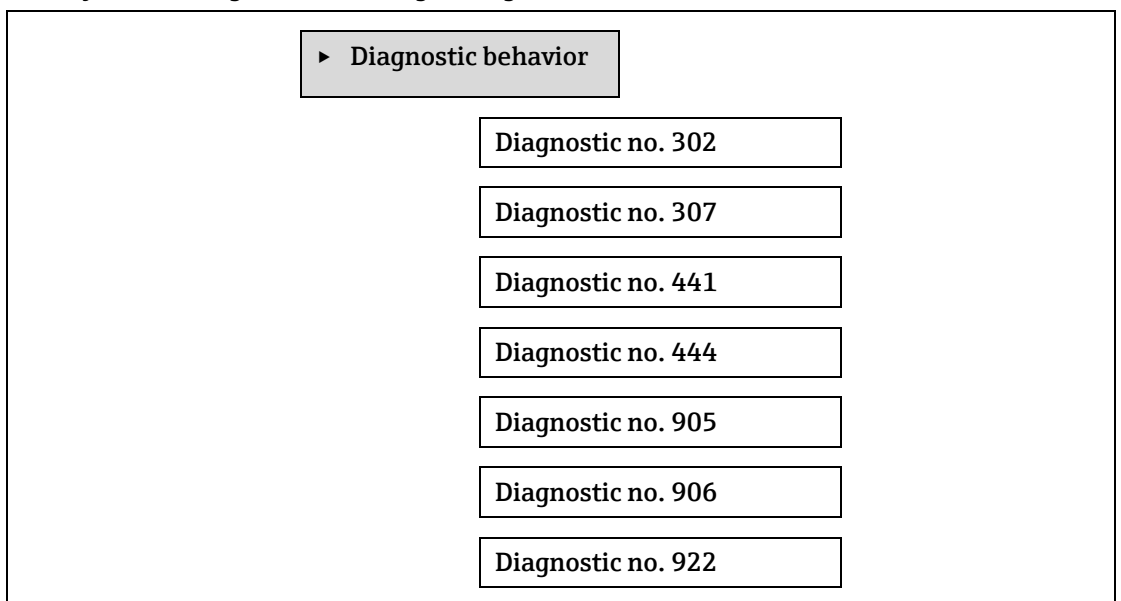 ▸ Diagnostic behavior
Diagnostic no. 302
Diagnostic no. 307
Diagnostic no. 441
Diagnostic no. 444
Diagnostic no. 905
Diagnostic no. 906
Diagnostic no. 922